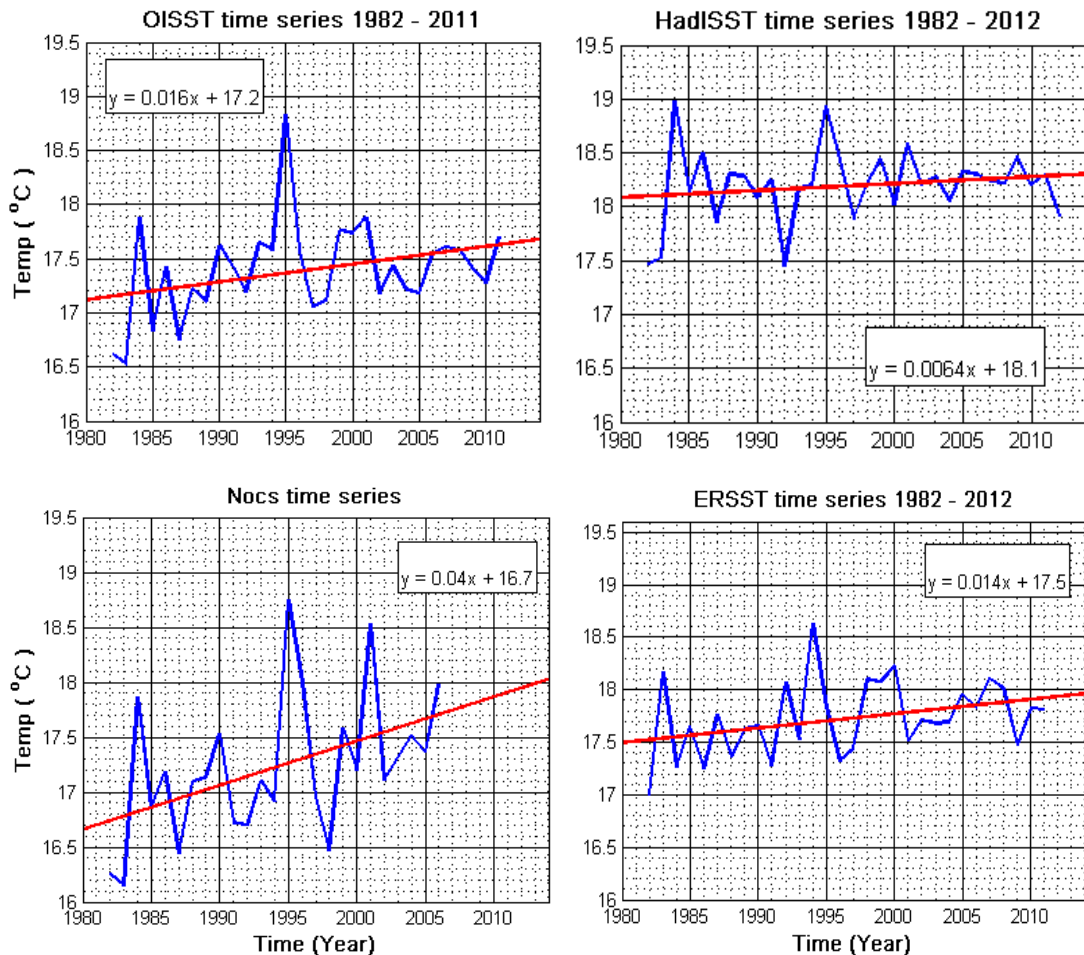 OISST time series 1982 - 2011
19.5
19
18.5
18
17.5
17
16.5
16
Temp ( °C )
y = 0.016x + 17.2
1980 1985 1990 1995 2000 2005 2010
HadISST time series 1982 - 2012
19.5
19
18.5
18
17.5
17
16.5
16
y = 0.0064x + 18.1
1980 1985 1990 1995 2000 2005 2010
Nocs time series
19.5
19
18.5
18
17.5
17
16.5
16
Temp ( °C )
y = 0.04x + 16.7
1980 1985 1990 1995 2000 2005 2010
Time (Year)
ERSST time series 1982 - 2012
19.5
19
18.5
18
17.5
17
16.5
16
y = 0.014x + 17.5
1980 1985 1990 1995 2000 2005 2010
Time (Year)